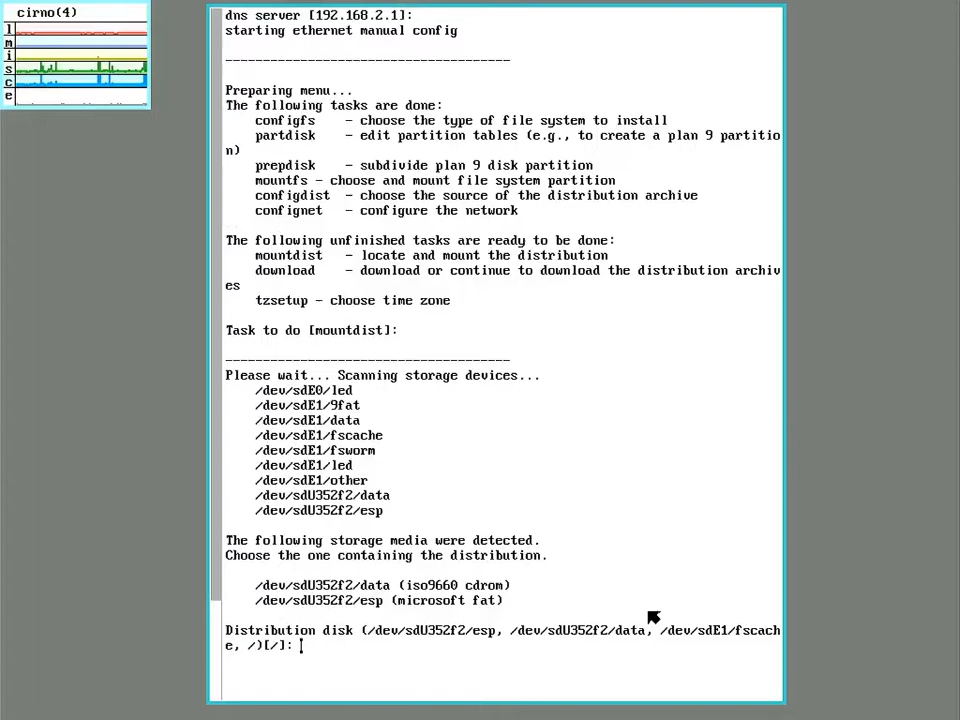 cirno(4)
l
m
i
s
c
e
dns server [192.168.2.1]:
starting ethernet manual config
--------------------------------------
Preparing menu...
The following tasks are done:
configfs - choose the type of file system to install
partdisk - edit partition tables (e.g., to create a plan 9 partitio
n)
prepdisk - subdivide plan 9 disk partition
mountfs - choose and mount file system partition
configdist - choose the source of the distribution archive
confignet - configure the network
The following unfinished tasks are ready to be done:
mountdist - locate and mount the distribution
download - download or continue to download the distribution archiv
es
tzsetup - choose time zone
Task to do [mountdist]:
--------------------------------------
Please wait... Scanning storage devices...
/dev/sdE0/led
/dev/sdE1/9fat
/dev/sdE1/data
/dev/sdE1/fscache
/dev/sdE1/fsworm
/dev/sdE1/led
/dev/sdE1/other
/dev/sdU352f2/data
/dev/sdU352f2/esp
The following storage media were detected.
Choose the one containing the distribution.
/dev/sdU352f2/data (iso9660 cdrom)
/dev/sdU352f2/esp (microsoft fat)
Distribution disk (/dev/sdU352f2/esp, /dev/sdU352f2/data, /dev/sdE1/fscach
e, /)[/]: